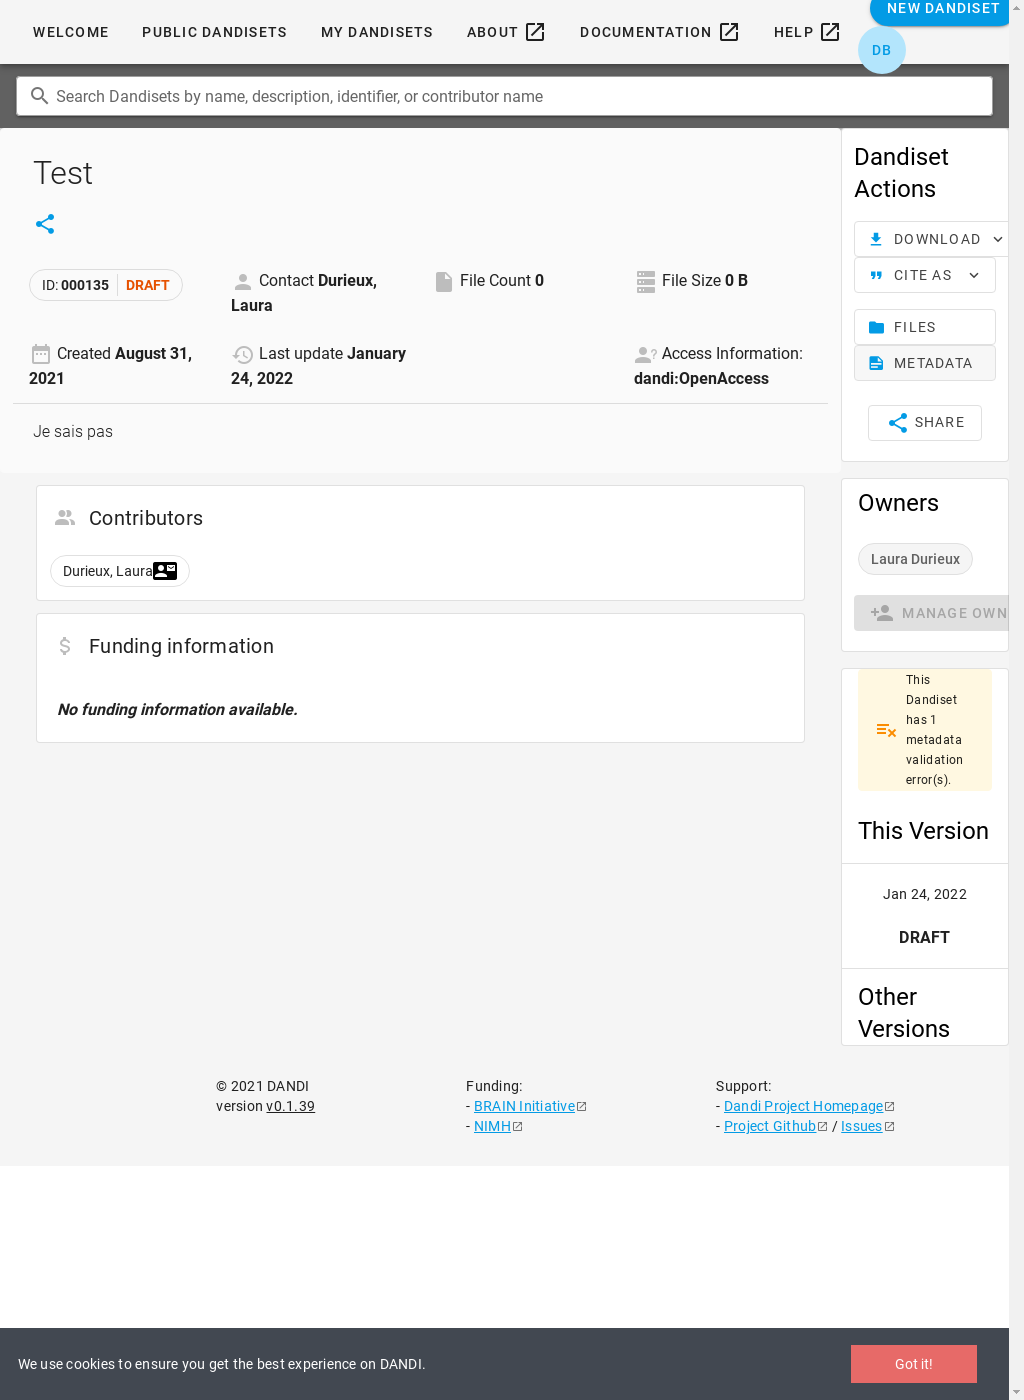 NEW DANDISET
WELCOME PUBLIC DANDISETS MY DANDISETS ABOUT DOCUMENTATION HELP
DB
Search Dandisets by name, description, identifier, or contributor name
Test
ID: 000135 DRAFT
Contact Durieux,
Laura
File Count 0
File Size 0 B
Created August 31,
2021
Last update January
24, 2022
Access Information:
dandi:OpenAccess
Je sais pas
Contributors
Durieux, Laura
Funding information
No funding information available.
Dandiset
Actions
DOWNLOAD
CITE AS
FILES
METADATA
SHARE
Owners
Laura Durieux
MANAGE OWN
This
Dandiset
has 1
metadata
validation
error(s).
This Version
Jan 24, 2022
DRAFT
Other
Versions
© 2021 DANDI
version v0.1.39
Funding:
- BRAIN Initiative
- NIMH
Support:
- Dandi Project Homepage
- Project Github / Issues
We use cookies to ensure you get the best experience on DANDI.
Got it!